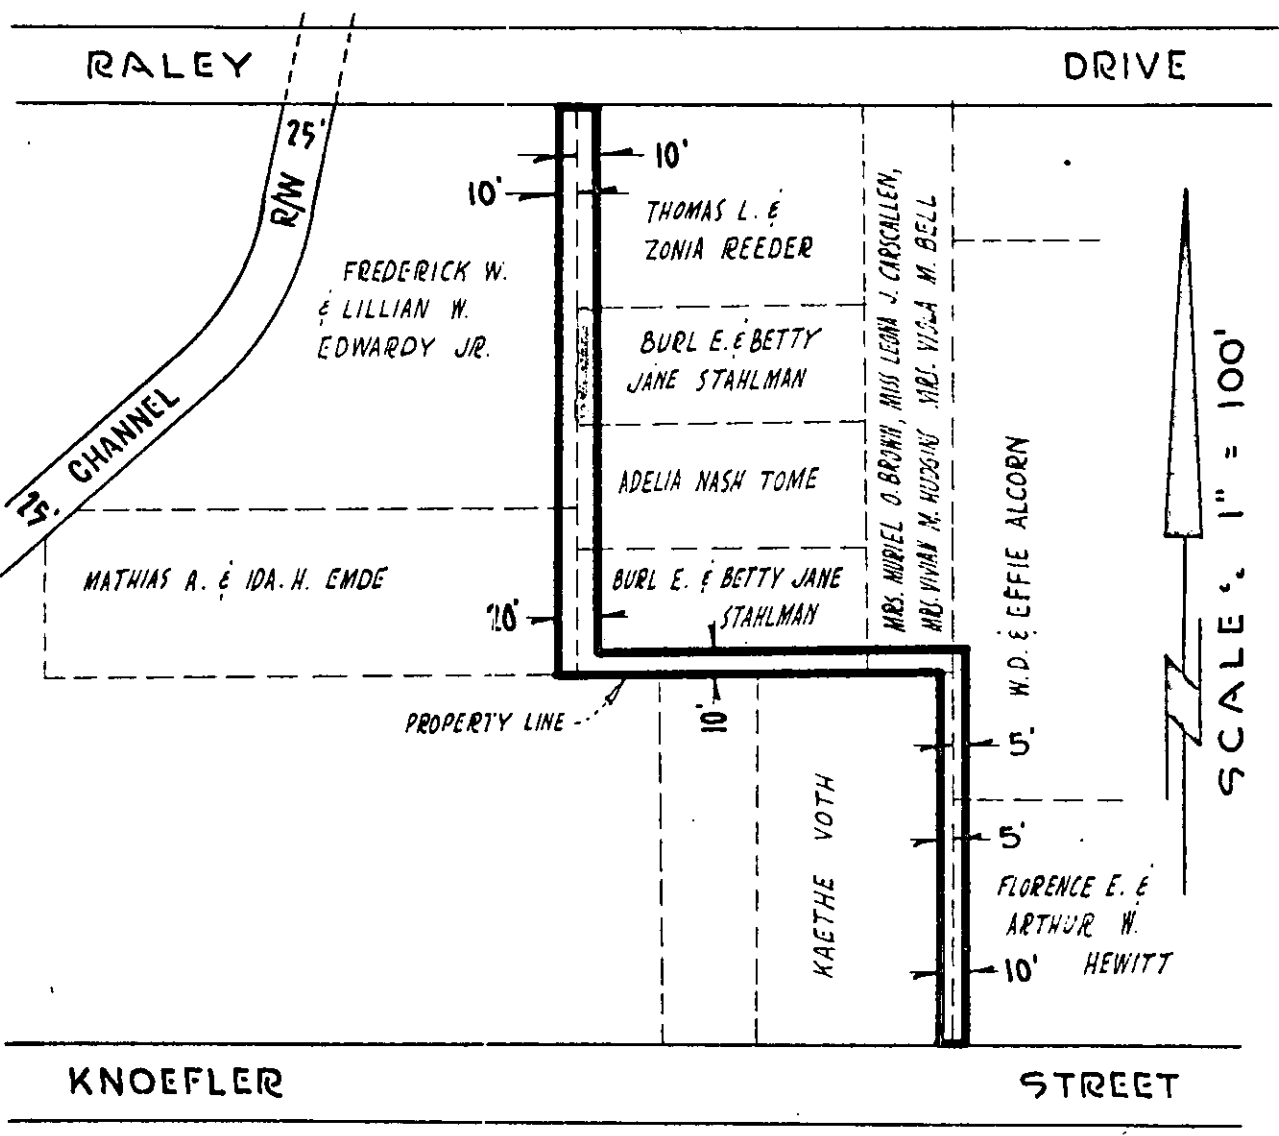 RALEY DRIVE
25'
R/W
25' CHANNEL
10'
10'
THOMAS L. &
ZONIA REEDER
FREDERICK W.
& LILLIAN W.
EDWARDY JR.
BURL E. & BETTY
JANE STAHLMAN
ADELIA NASH TOME
MRS. MURIEL O. BROWN, MISS LEONA J. CARSCALLEN,
MRS. VIVIAN M. HUDGINS MRS. VIOLA M. BELL
MATHIAS A. & IDA. H. EMDE
BURL E. & BETTY JANE
STAHLMAN
20'
W.D. & EFFIE ALCORN
SCALE: 1" = 100'
PROPERTY LINE
10'
5'
5'
KAETHE VOTH
FLORENCE E. &
ARTHUR W.
HEWITT
10'
KNOEFLER STREET